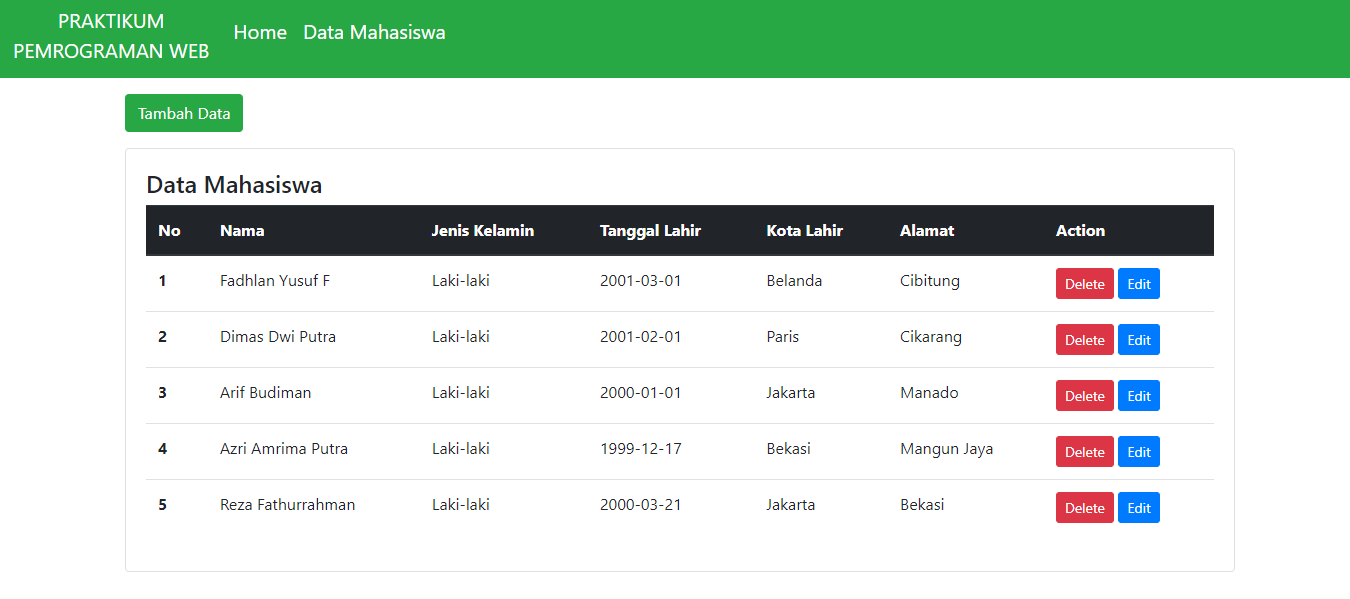 PRAKTIKUM
PEMROGRAMAN WEB
Home Data Mahasiswa
Tambah Data
Data Mahasiswa
No Nama Jenis Kelamin Tanggal Lahir Kota Lahir Alamat Action
1 Fadhlan Yusuf F Laki-laki 2001-03-01 Belanda Cibitung Delete Edit
2 Dimas Dwi Putra Laki-laki 2001-02-01 Paris Cikarang Delete Edit
3 Arif Budiman Laki-laki 2000-01-01 Jakarta Manado Delete Edit
4 Azri Amrima Putra Laki-laki 1999-12-17 Bekasi Mangun Jaya Delete Edit
5 Reza Fathurrahman Laki-laki 2000-03-21 Jakarta Bekasi Delete Edit